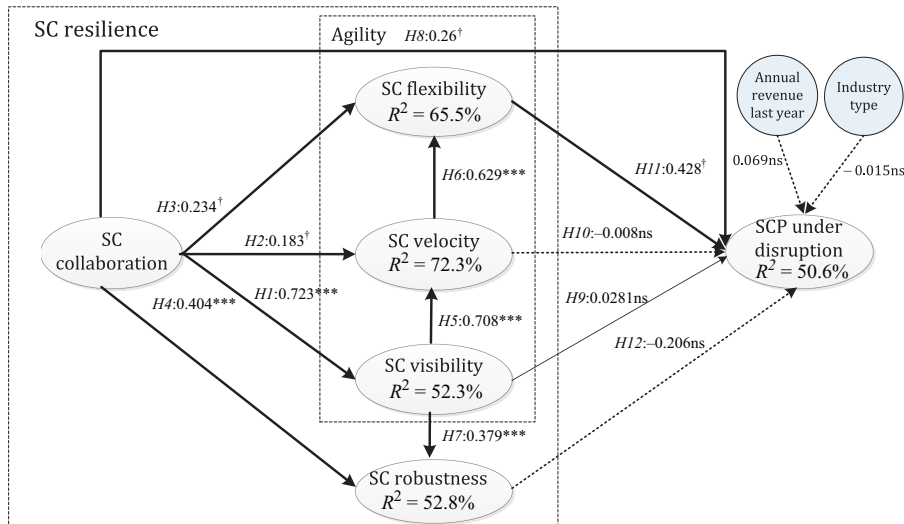 SC resilience
Agility
H8:0.26†
SC flexibility
R² = 65.5%
Annual
revenue
last year
Industry
type
H11:0.428†
0.069ns
−0.015ns
H6:0.629***
H3:0.234†
SC
collaboration
H2:0.183†
SC velocity
R² = 72.3%
H10:–0.008ns
SCP under
disruption
R² = 50.6%
H1:0.723***
H4:0.404***
H5:0.708***
H9:0.0281ns
H12:–0.206ns
SC visibility
R² = 52.3%
H7:0.379***
SC robustness
R² = 52.8%